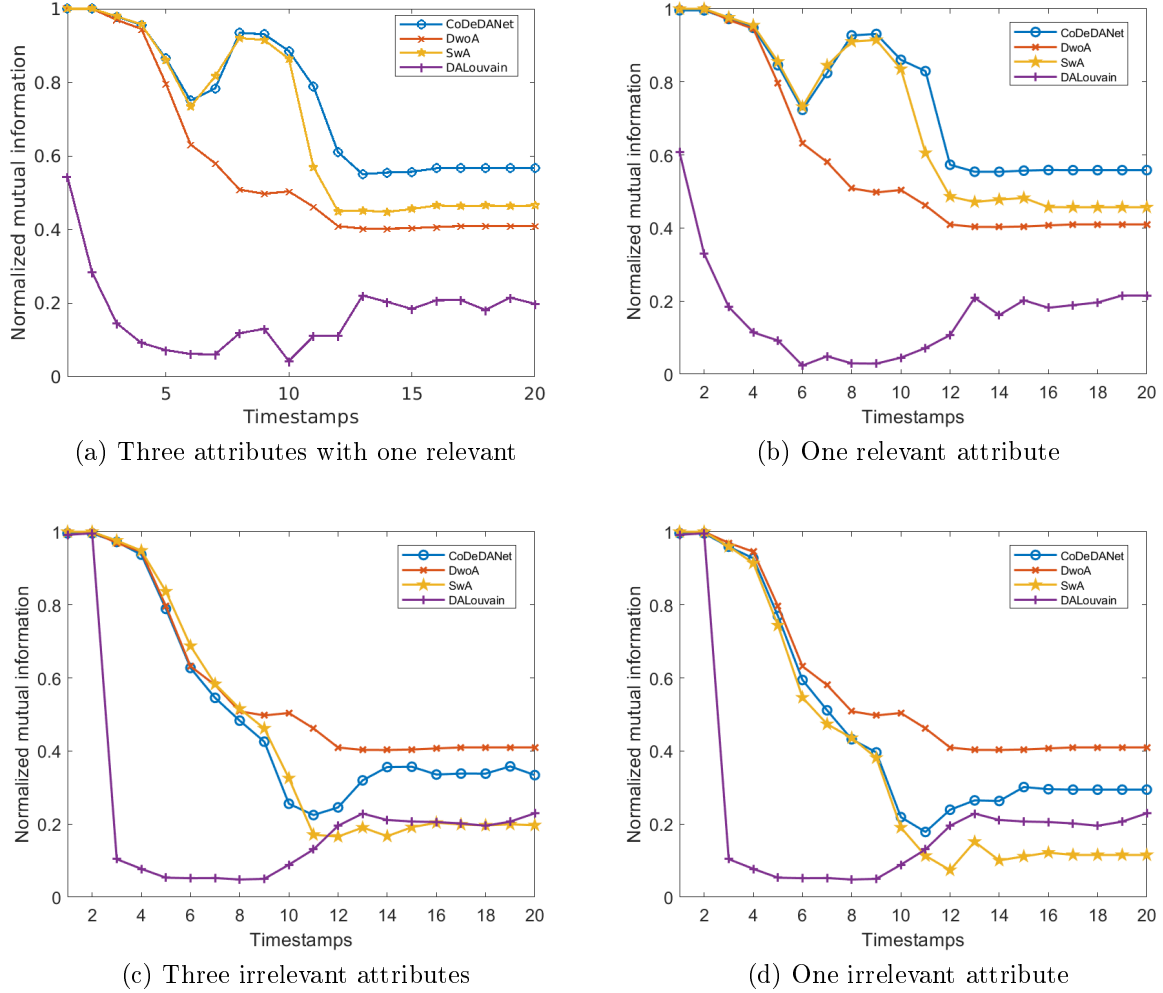 Normalized mutual information
1
0.8
0.6
0.4
0.2
0
5
10
15
20
Timestamps
CoDeDANet
DwoA
SwA
DALouvain
(a) Three attributes with one relevant
Normalized mutual information
1
0.8
0.6
0.4
0.2
0
2
4
6
8
10
12
14
16
18
20
Timestamps
CoDeDANet
DwoA
SwA
DALouvain
(b) One relevant attribute
Normalized mutual information
1
0.8
0.6
0.4
0.2
0
2
4
6
8
10
12
14
16
18
20
Timestamps
CoDeDANet
DwoA
SwA
DALouvain
(c) Three irrelevant attributes
Normalized mutual information
1
0.8
0.6
0.4
0.2
0
2
4
6
8
10
12
14
16
18
20
Timestamps
CoDeDANet
DwoA
SwA
DALouvain
(d) One irrelevant attribute